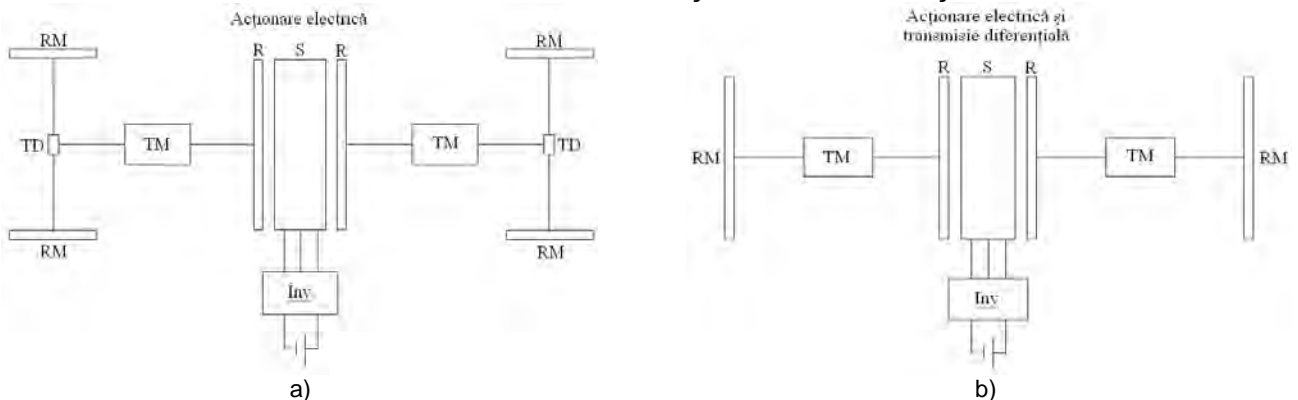 Acționare electrică
RM
R S R
RM
TD
TM
TM
TD
RM
RM
Inv
a)
Acționare electrică și
transmisie diferențială
R S R
RM
TM
TM
RM
Inv
b)